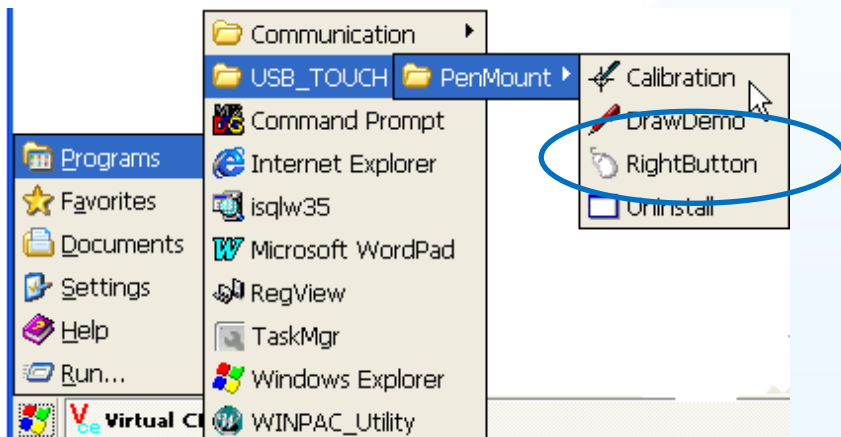 Communication
USB_TOUCH
Command Prompt
Internet Explorer
isqlw35
Microsoft WordPad
RegView
TaskMgr
Windows Explorer
WINPAC_Utility
PenMount
Calibration
DrawDemo
RightButton
Uninstall
Programs
Favorites
Documents
Settings
Help
Run...
Virtual